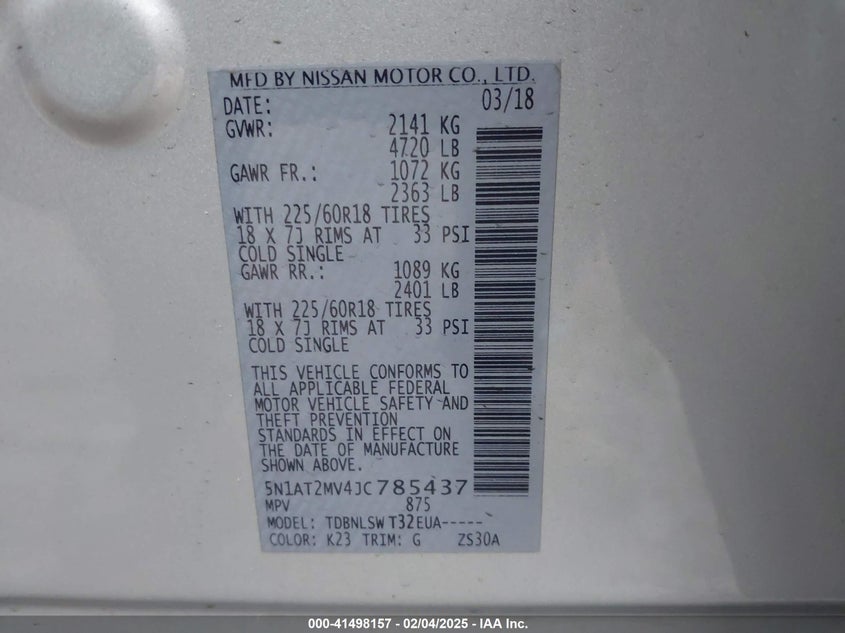 MFD BY NISSAN MOTOR CO., LTD.
DATE: 03/18
GVWR: 2141 KG
4720 LB
GAWR FR.: 1072 KG
2363 LB
WITH 225/60R18 TIRES
18 X 7J RIMS AT 33 PSI
COLD SINGLE
GAWR RR.: 1089 KG
2401 LB
WITH 225/60R18 TIRES
18 X 7J RIMS AT 33 PSI
COLD SINGLE
THIS VEHICLE CONFORMS TO
ALL APPLICABLE FEDERAL
MOTOR VEHICLE SAFETY AND
THEFT PREVENTION
STANDARDS IN EFFECT ON
THE DATE OF MANUFACTURE
SHOWN ABOVE.
5N1AT2MV4JC785437
MPV 875
MODEL: TDBNLSW T32EUA-----
COLOR: K23 TRIM: G ZS30A
000-41498157 - 02/04/2025 - IAA Inc.